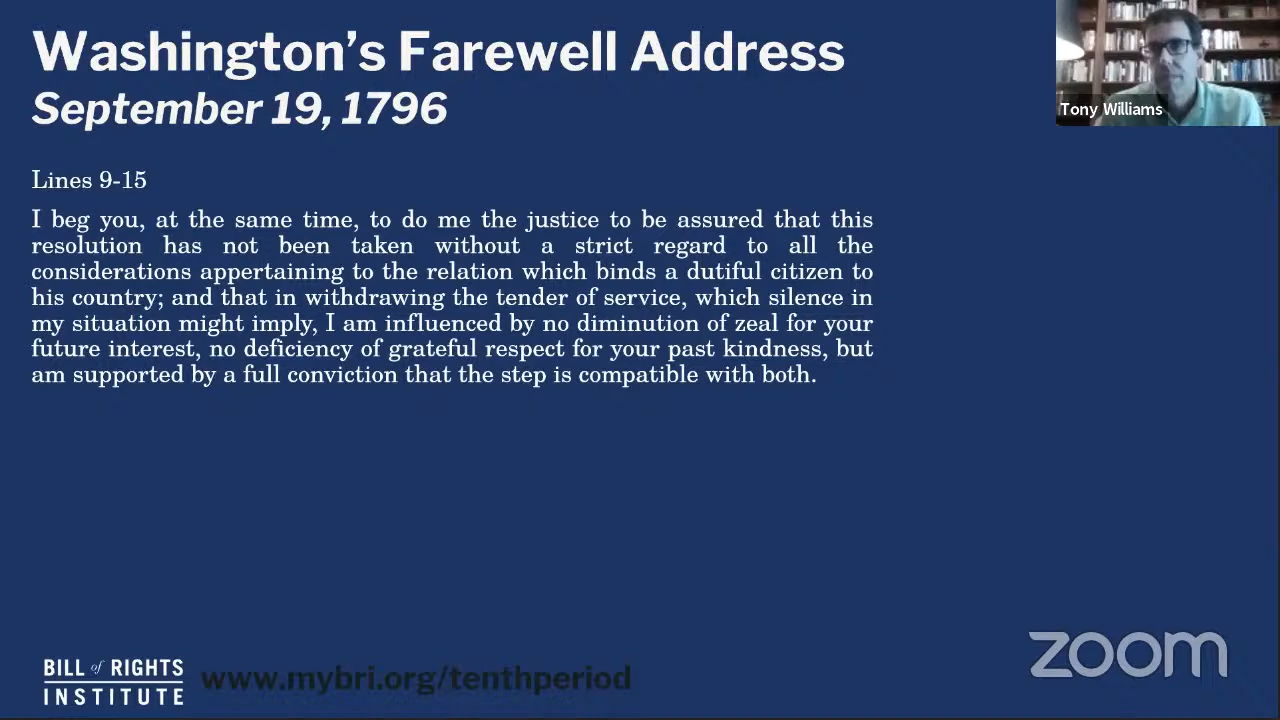 Washington’s Farewell Address
September 19, 1796
Tony Williams
Lines 9-15
I beg you, at the same time, to do me the justice to be assured that this
resolution has not been taken without a strict regard to all the
considerations appertaining to the relation which binds a dutiful citizen to
his country; and that in withdrawing the tender of service, which silence in
my situation might imply, I am influenced by no diminution of zeal for your
future interest, no deficiency of grateful respect for your past kindness, but
am supported by a full conviction that the step is compatible with both.
BILL of RIGHTS
INSTITUTE
www.mybri.org/tenthperiod
zoom